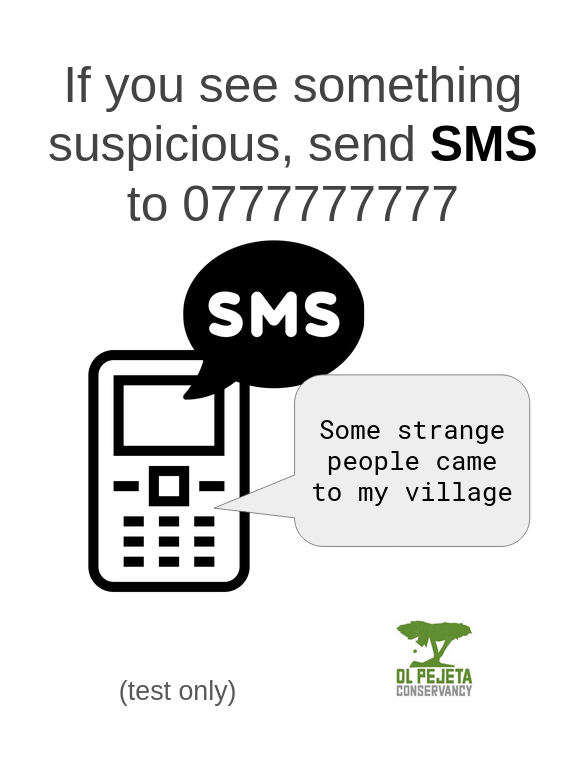 If you see something
suspicious, send SMS
to 0777777777
SMS
Some strange
people came
to my village
(test only)
OL PEJETA
CONSERVANCY